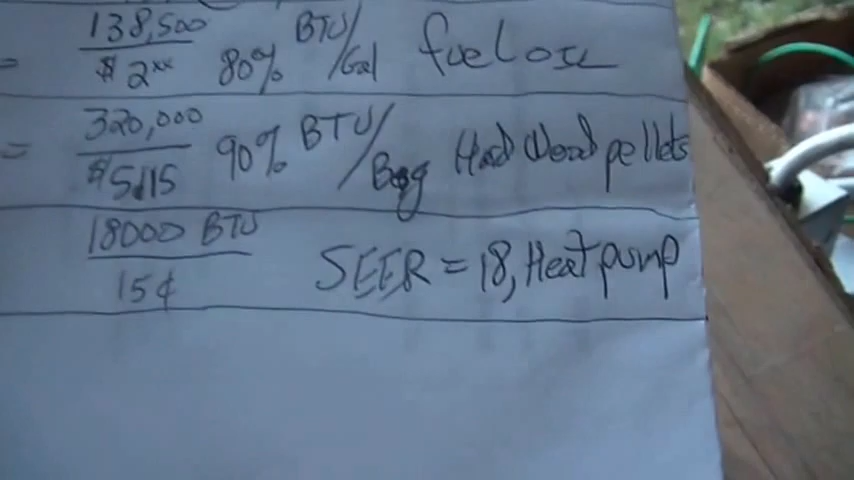 = 138,500 / $2xx 80% BTU/Gal fuel OIL
= 320,000 / $5.15 90% BTU/Bag Hard Wood pellets
18000 BTU / 15¢ SEER = 18, Heat pump